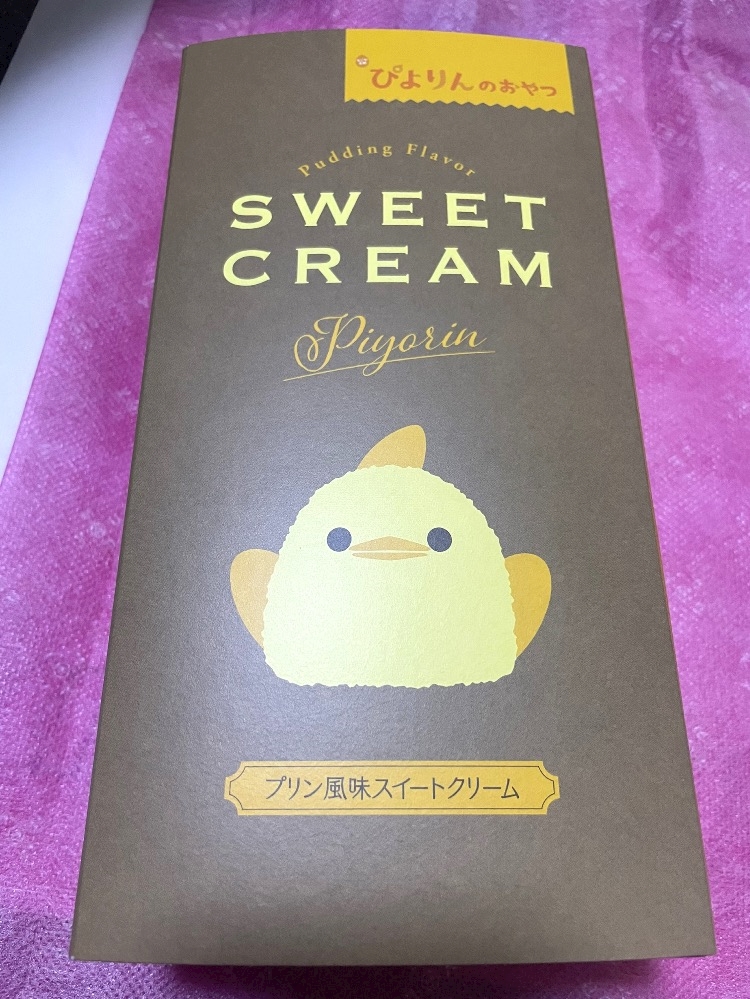 ぴよりんのおやつ
Pudding Flavor
SWEET
CREAM
Piyorin
プリン風味スイートクリーム